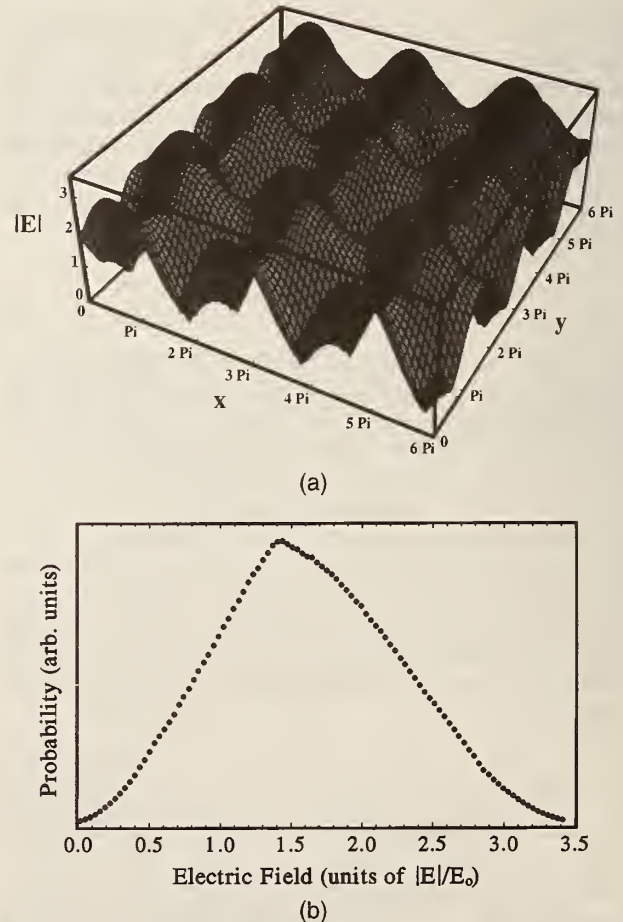 |E|
3
2
1
0
0
Pi
2 Pi
3 Pi
4 Pi
5 Pi
6 Pi
x
0
Pi
2 Pi
3 Pi
4 Pi
5 Pi
6 Pi
y
(a)
Probability (arb. units)
0.0 0.5 1.0 1.5 2.0 2.5 3.0 3.5
Electric Field (units of |E|/E₀)
(b)